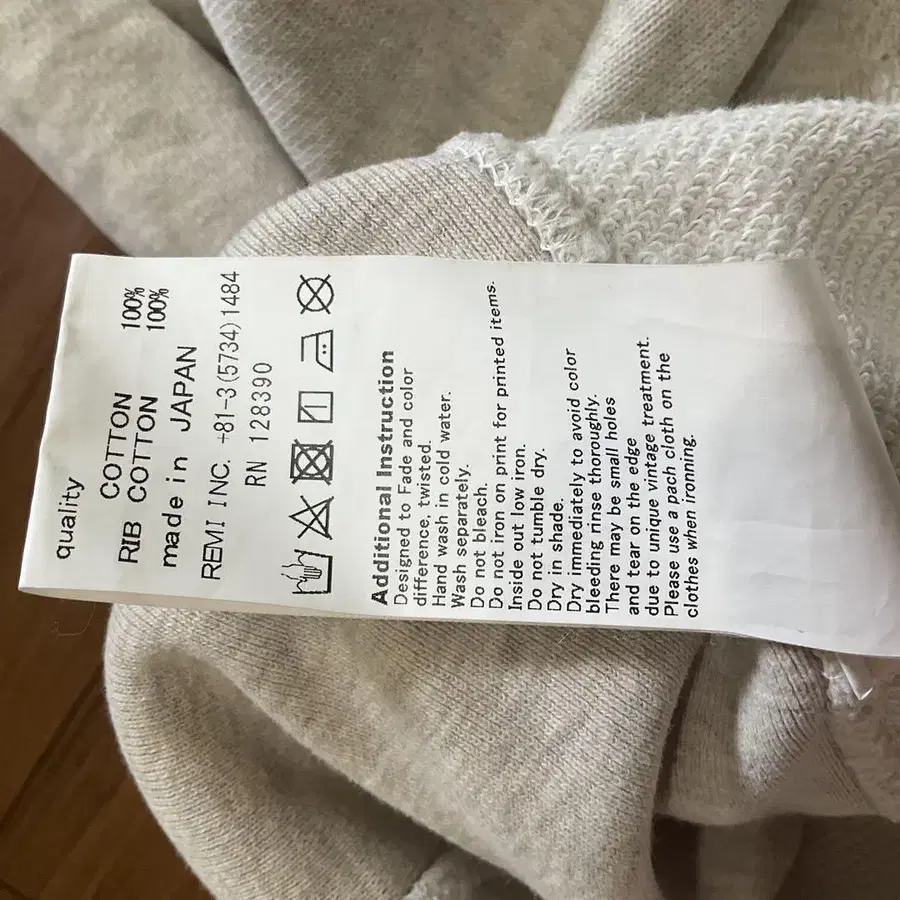 quality
COTTON 100%
RIB COTTON 100%
made in JAPAN
REMI INC. +81-3(5734)1484
RN 128390
Additional Instruction
Designed to Fade and color
difference, twisted.
Hand wash in cold water.
Wash separately.
Do not bleach.
Do not iron on print for printed items.
Inside out low iron.
Do not tumble dry.
Dry in shade.
Dry immediately to avoid color
bleeding rinse thoroughly.
There may be small holes
and tear on the edge
due to unique vintage treatment.
Please use a pach cloth on the
clothes when ironning.